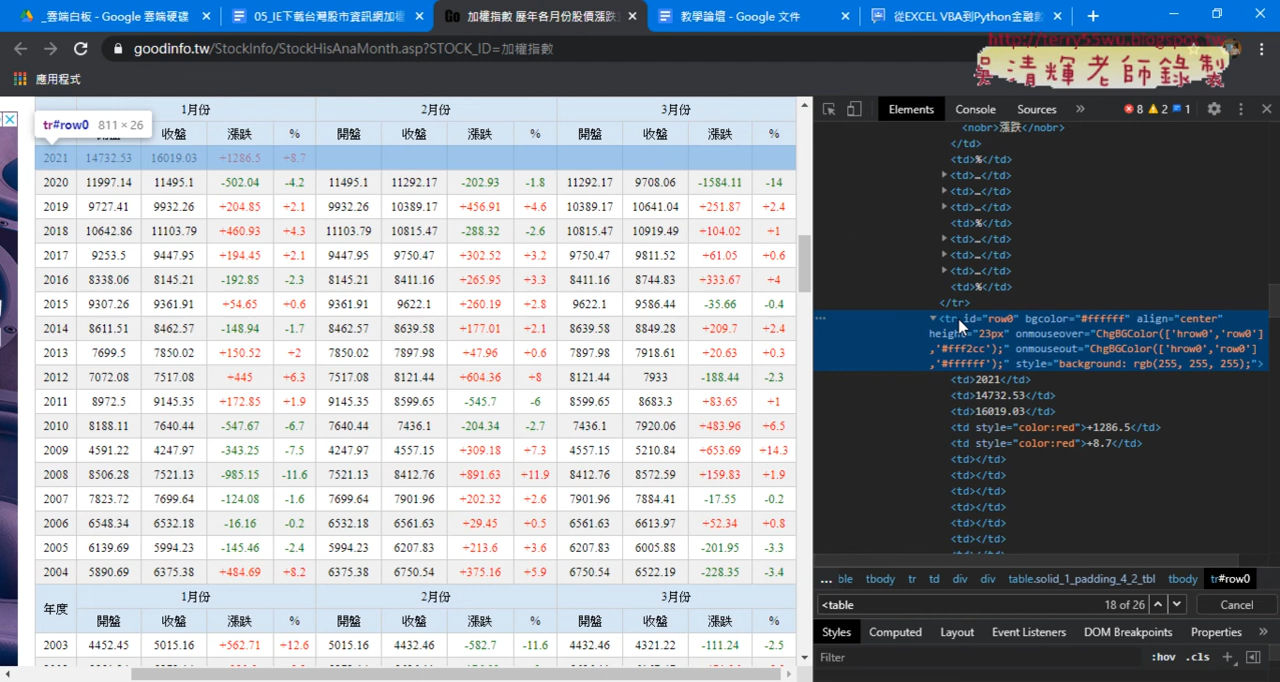 _雲端白板 - Google 雲端硬碟
05_IE下載台灣股市資訊網加權
加權指數 歷年各月份股價漲跌
教學論壇 - Google 文件
從EXCEL VBA到Python金融
goodinfo.tw/StockInfo/StockHisAnaMonth.asp?STOCK_ID=加權指數
http://terry55wu.blogspot.tw
吳清輝老師錄製
應用程式
1月份 2月份 3月份
tr#row0 811 × 26
收盤 漲跌 % 開盤 收盤 漲跌 % 開盤 收盤 漲跌 %
2021 14732.53 16019.03 +1286.5 +8.7
2020 11997.14 11495.1 -502.04 -4.2 11495.1 11292.17 -202.93 -1.8 11292.17 9708.06 -1584.11 -14
2019 9727.41 9932.26 +204.85 +2.1 9932.26 10389.17 +456.91 +4.6 10389.17 10641.04 +251.87 +2.4
2018 10642.86 11103.79 +460.93 +4.3 11103.79 10815.47 -288.32 -2.6 10815.47 10919.49 +104.02 +1
2017 9253.5 9447.95 +194.45 +2.1 9447.95 9750.47 +302.52 +3.2 9750.47 9811.52 +61.05 +0.6
2016 8338.06 8145.21 -192.85 -2.3 8145.21 8411.16 +265.95 +3.3 8411.16 8744.83 +333.67 +4
2015 9307.26 9361.91 +54.65 +0.6 9361.91 9622.1 +260.19 +2.8 9622.1 9586.44 -35.66 -0.4
2014 8611.51 8462.57 -148.94 -1.7 8462.57 8639.58 +177.01 +2.1 8639.58 8849.28 +209.7 +2.4
2013 7699.5 7850.02 +150.52 +2 7850.02 7897.98 +47.96 +0.6 7897.98 7918.61 +20.63 +0.3
2012 7072.08 7517.08 +445 +6.3 7517.08 8121.44 +604.36 +8 8121.44 7933 -188.44 -2.3
2011 8972.5 9145.35 +172.85 +1.9 9145.35 8599.65 -545.7 -6 8599.65 8683.3 +83.65 +1
2010 8188.11 7640.44 -547.67 -6.7 7640.44 7436.1 -204.34 -2.7 7436.1 7920.06 +483.96 +6.5
2009 4591.22 4247.97 -343.25 -7.5 4247.97 4557.15 +309.18 +7.3 4557.15 5210.84 +653.69 +14.3
2008 8506.28 7521.13 -985.15 -11.6 7521.13 8412.76 +891.63 +11.9 8412.76 8572.59 +159.83 +1.9
2007 7823.72 7699.64 -124.08 -1.6 7699.64 7901.96 +202.32 +2.6 7901.96 7884.41 -17.55 -0.2
2006 6548.34 6532.18 -16.16 -0.2 6532.18 6561.63 +29.45 +0.5 6561.63 6613.97 +52.34 +0.8
2005 6139.69 5994.23 -145.46 -2.4 5994.23 6207.83 +213.6 +3.6 6207.83 6005.88 -201.95 -3.3
2004 5890.69 6375.38 +484.69 +8.2 6375.38 6750.54 +375.16 +5.9 6750.54 6522.19 -228.35 -3.4
年度 1月份 2月份 3月份
開盤 收盤 漲跌 % 開盤 收盤 漲跌 % 開盤 收盤 漲跌 %
2003 4452.45 5015.16 +562.71 +12.6 5015.16 4432.46 -582.7 -11.6 4432.46 4321.22 -111.24 -2.5
Elements Console Sources » 8 2 1
<nobr>漲跌</nobr>
</td>
<td>%</td>
<td>…</td>
<td>…</td>
<td>…</td>
<td>%</td>
<td>…</td>
<td>…</td>
<td>…</td>
<td>%</td>
</tr>
<tr id="row0" bgcolor="#ffffff" align="center"
height="23px" onmouseover="ChgBGColor(['hrow0','row0']
,'#fff2cc');" onmouseout="ChgBGColor(['hrow0','row0']
,'#ffffff');" style="background: rgb(255, 255, 255);">
<td>2021</td>
<td>14732.53</td>
<td>16019.03</td>
<td style="color:red">+1286.5</td>
<td style="color:red">+8.7</td>
<td></td>
<td></td>
<td></td>
<td></td>
<td></td>
<td></td>
... ble tbody tr td div div table.solid_1_padding_4_2_tbl tbody tr#row0
<table 18 of 26 Cancel
Styles Computed Layout Event Listeners DOM Breakpoints Properties »
Filter :hov .cls +